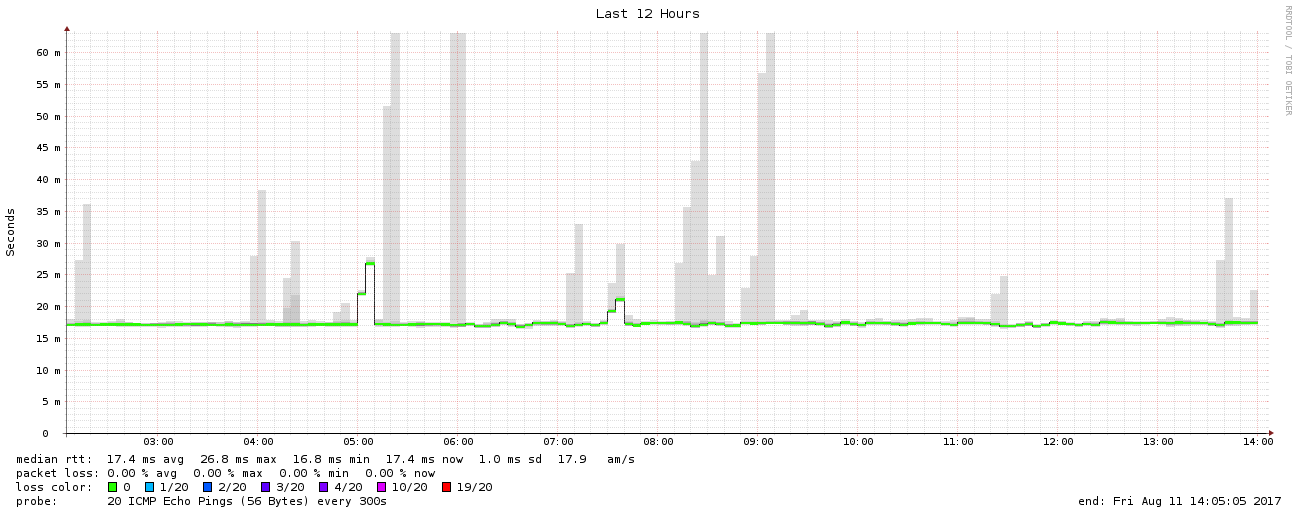 Last 12 Hours
RRDTOOL / TOBI OETIKER
Seconds
60 m
55 m
50 m
45 m
40 m
35 m
30 m
25 m
20 m
15 m
10 m
5 m
0
03:00 04:00 05:00 06:00 07:00 08:00 09:00 10:00 11:00 12:00 13:00 14:00
median rtt: 17.4 ms avg 26.8 ms max 16.8 ms min 17.4 ms now 1.0 ms sd 17.9 am/s
packet loss: 0.00 % avg 0.00 % max 0.00 % min 0.00 % now
loss color: 0 1/20 2/20 3/20 4/20 10/20 19/20
probe: 20 ICMP Echo Pings (56 Bytes) every 300s end: Fri Aug 11 14:05:05 2017